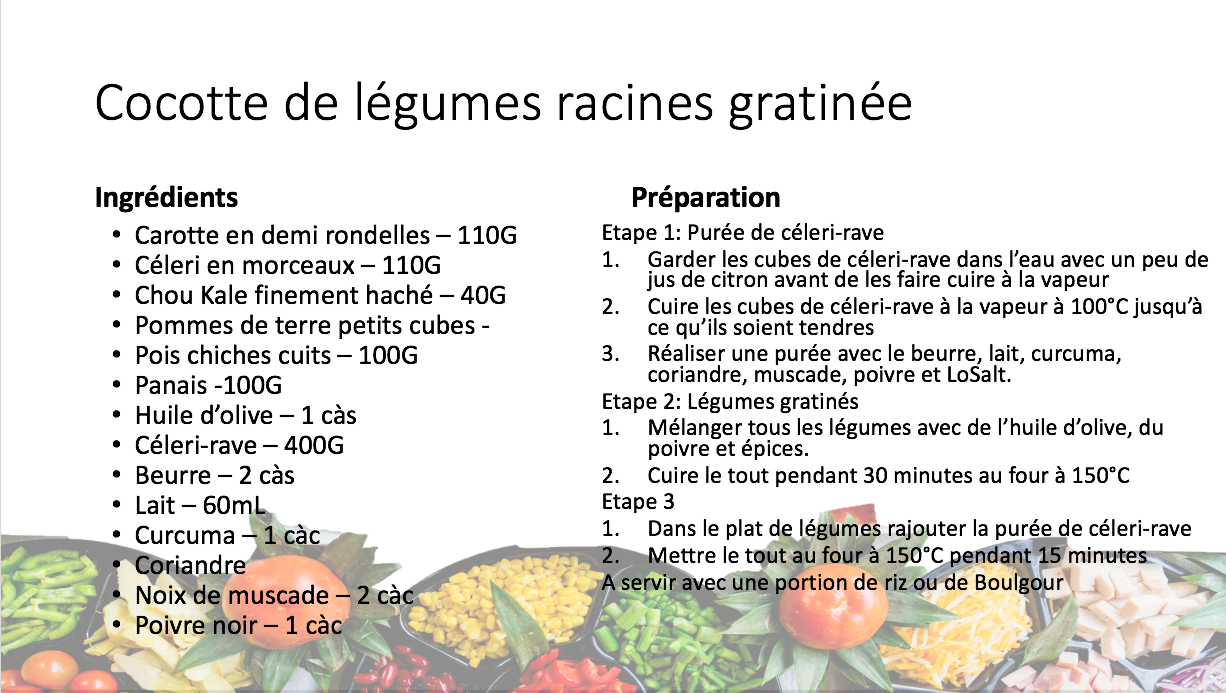 Cocotte de légumes racines gratinée
Ingrédients
• Carotte en demi rondelles – 110G
• Céleri en morceaux – 110G
• Chou Kale finement haché – 40G
• Pommes de terre petits cubes -
• Pois chiches cuits – 100G
• Panais -100G
• Huile d’olive – 1 càs
• Céleri-rave – 400G
• Beurre – 2 càs
• Lait – 60mL
• Curcuma – 1 càc
• Coriandre
• Noix de muscade – 2 càc
• Poivre noir – 1 càc
Préparation
Etape 1: Purée de céleri-rave
1. Garder les cubes de céleri-rave dans l’eau avec un peu de
jus de citron avant de les faire cuire à la vapeur
2. Cuire les cubes de céleri-rave à la vapeur à 100°C jusqu’à
ce qu’ils soient tendres
3. Réaliser une purée avec le beurre, lait, curcuma,
coriandre, muscade, poivre et LoSalt.
Etape 2: Légumes gratinés
1. Mélanger tous les légumes avec de l’huile d’olive, du
poivre et épices.
2. Cuire le tout pendant 30 minutes au four à 150°C
Etape 3
1. Dans le plat de légumes rajouter la purée de céleri-rave
2. Mettre le tout au four à 150°C pendant 15 minutes
A servir avec une portion de riz ou de Boulgour